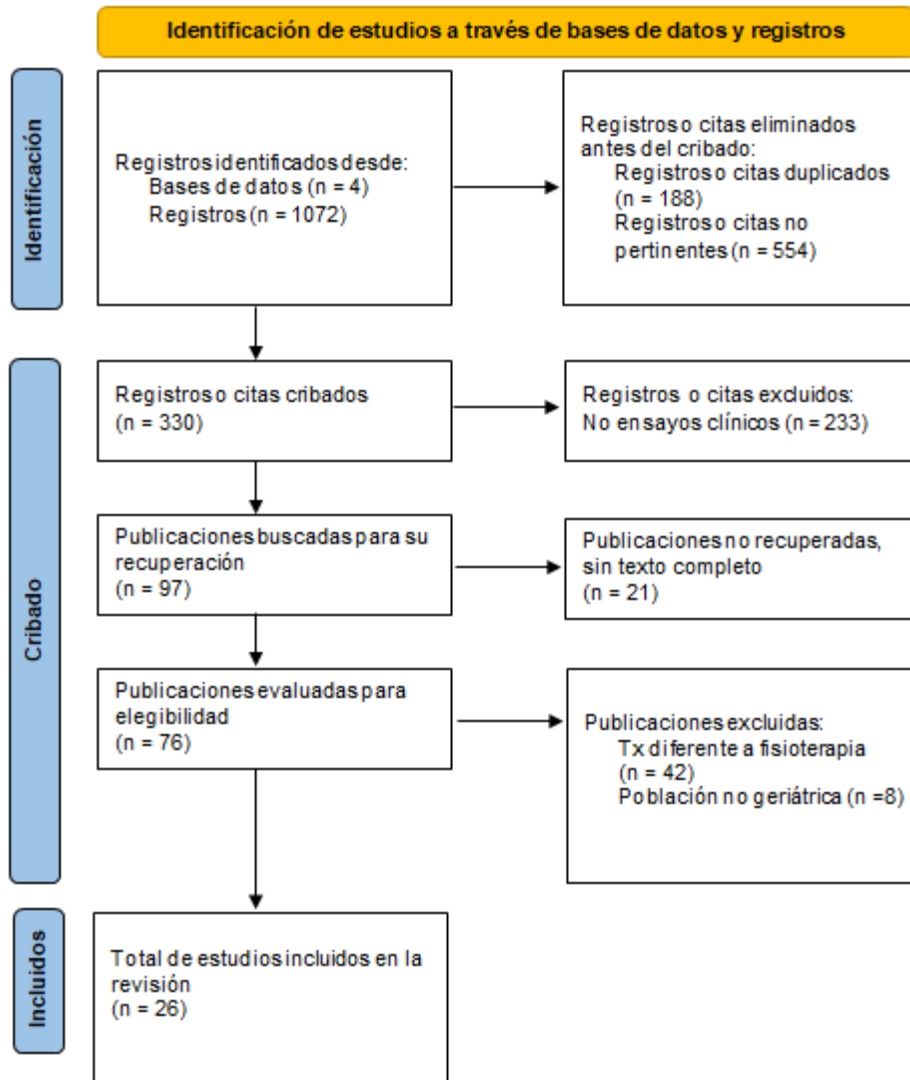 Identificación de estudios a través de bases de datos y registros
Identificación
Registros identificados desde:
Bases de datos (n = 4)
Registros (n = 1072)
Registros o citas eliminados
antes del cribado:
Registros o citas duplicados
(n = 188)
Registros o citas no
pertinentes (n = 554)
Cribado
Registros o citas cribados
(n = 330)
Registros o citas excluidos:
No ensayos clínicos (n = 233)
Publicaciones buscadas para su
recuperación
(n = 97)
Publicaciones no recuperadas,
sin texto completo
(n = 21)
Publicaciones evaluadas para
elegibilidad
(n = 76)
Publicaciones excluidas:
Tx diferente a fisioterapia
(n = 42)
Población no geriátrica (n =8)
Incluidos
Total de estudios incluidos en la
revisión
(n = 26)